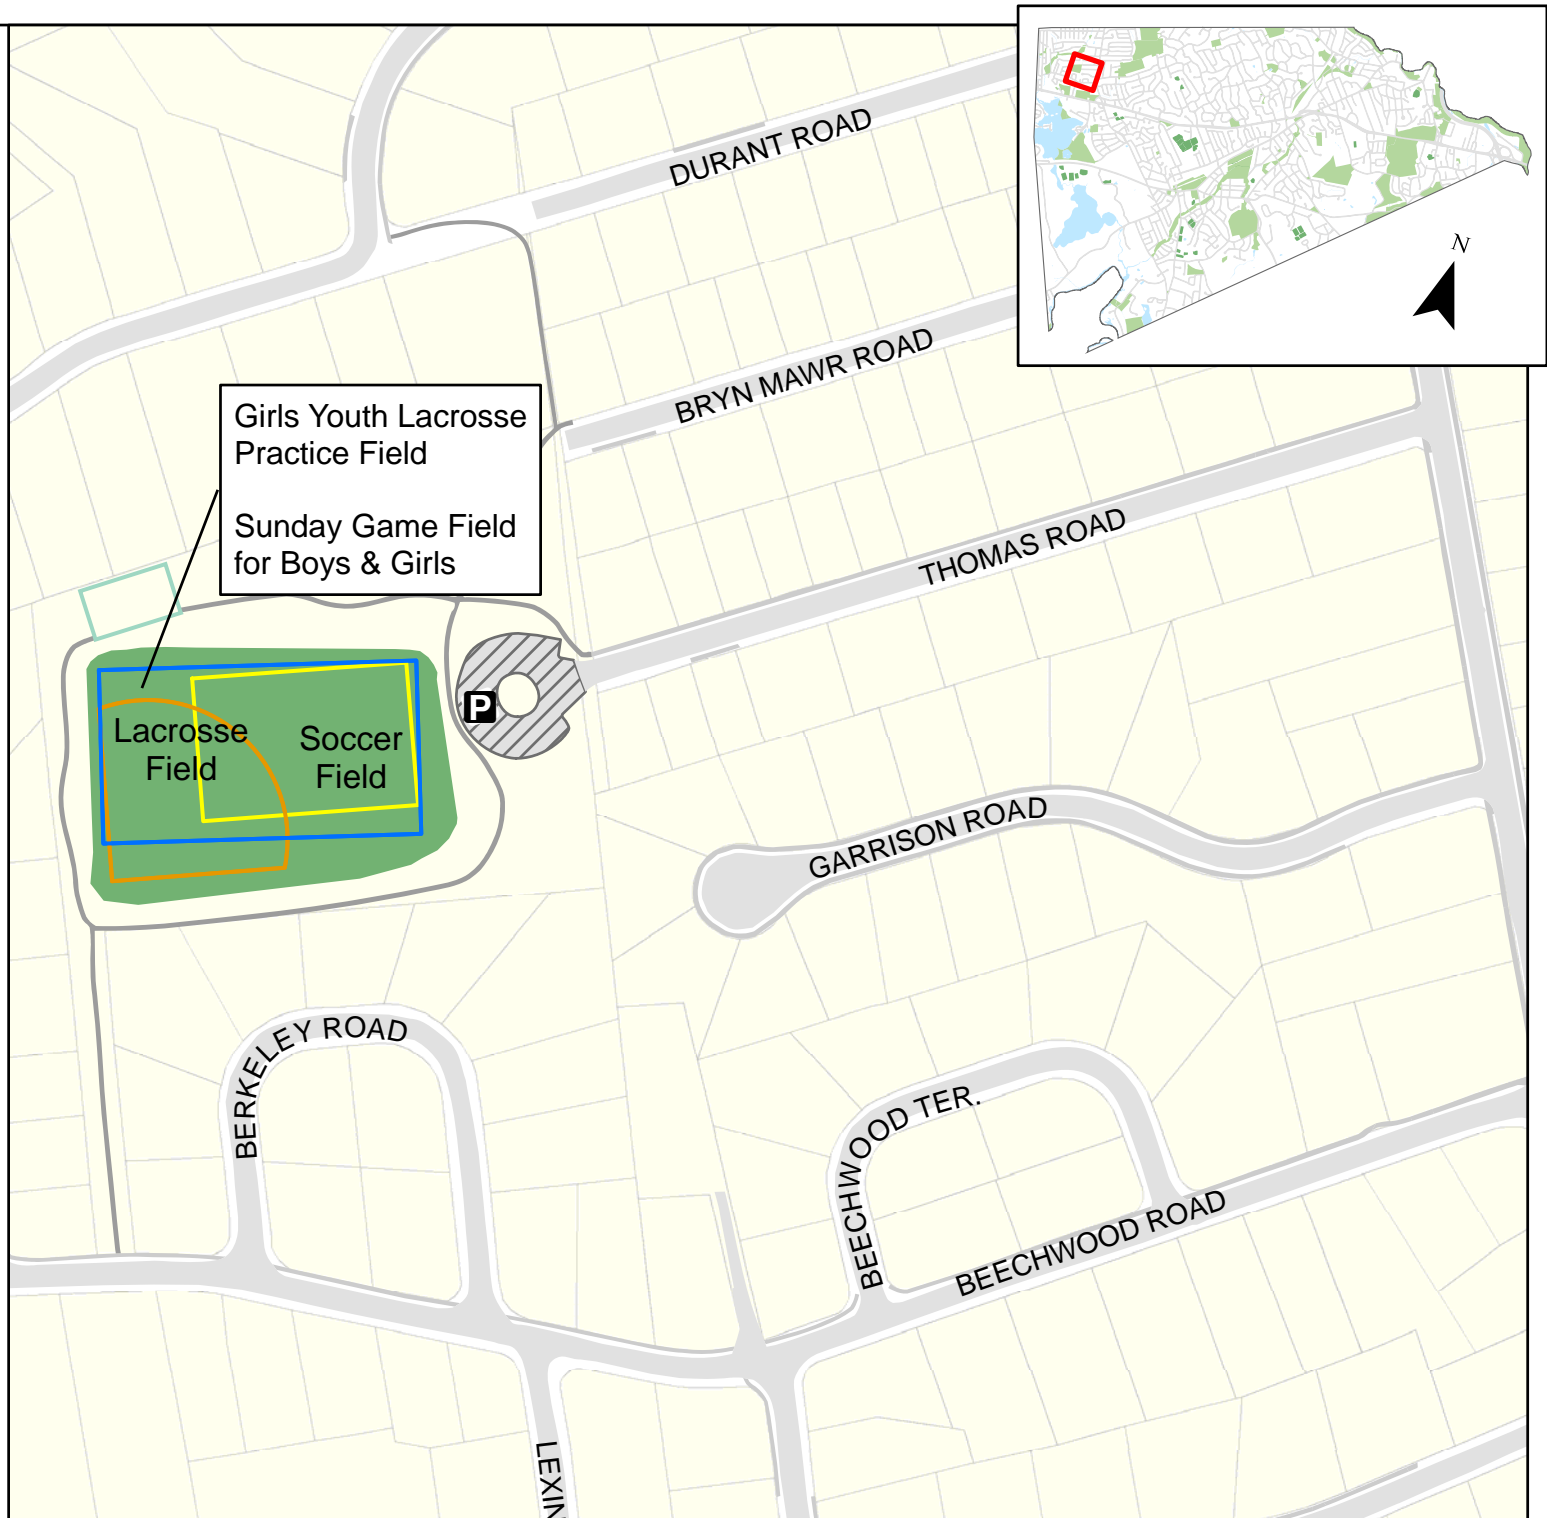 N
DURANT ROAD
BRYN MAWR ROAD
Girls Youth Lacrosse
Practice Field
Sunday Game Field
for Boys & Girls
THOMAS ROAD
P
Lacrosse
Field
Soccer
Field
GARRISON ROAD
BERKELEY ROAD
BEECHWOOD TER.
BEECHWOOD ROAD
LEXIN